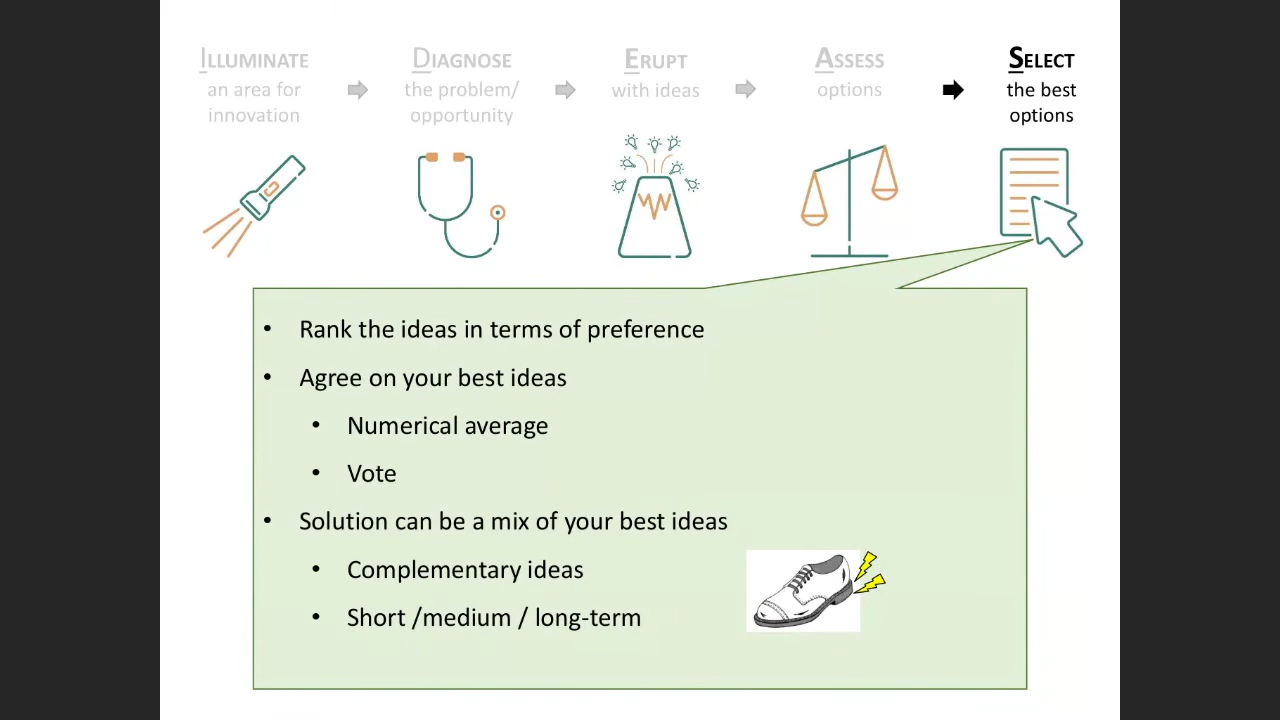 ILLUMINATE
an area for
innovation
DIAGNOSE
the problem/
opportunity
ERUPT
with ideas
ASSESS
options
SELECT
the best
options
• Rank the ideas in terms of preference
• Agree on your best ideas
• Numerical average
• Vote
• Solution can be a mix of your best ideas
• Complementary ideas
• Short /medium / long-term